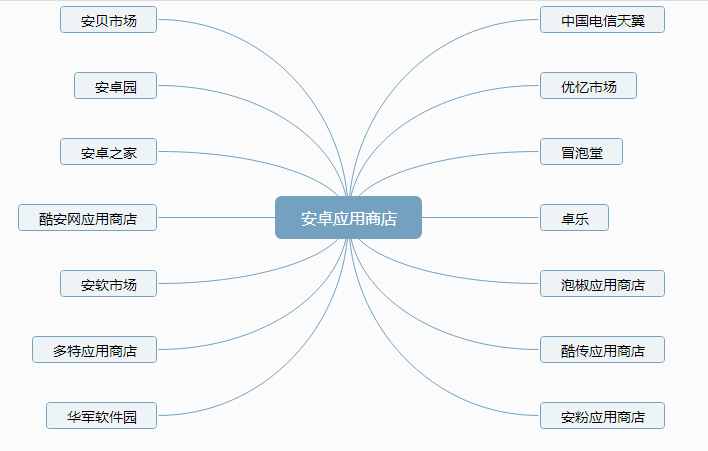 安贝市场
安卓园
安卓之家
酷安网应用商店
安软市场
多特应用商店
华军软件园
安卓应用商店
中国电信天翼
优忆市场
冒泡堂
卓乐
泡椒应用商店
酷传应用商店
安粉应用商店